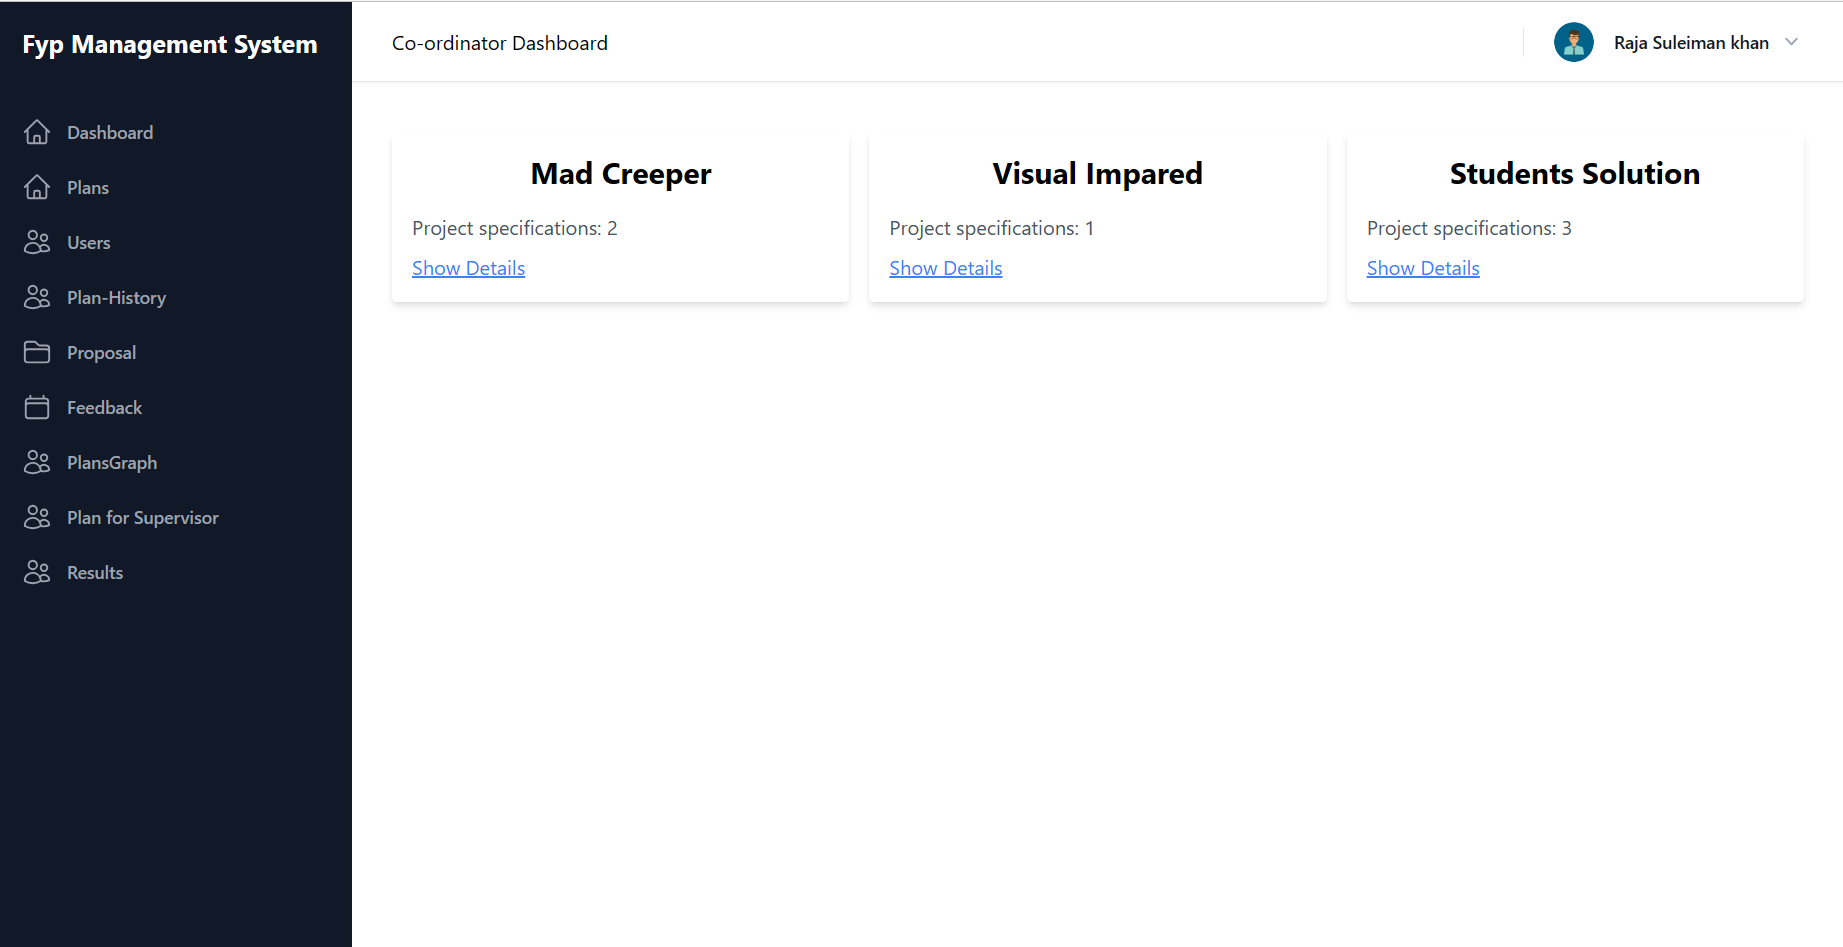 Fyp Management System
Dashboard
Plans
Users
Plan-History
Proposal
Feedback
PlansGraph
Plan for Supervisor
Results
Co-ordinator Dashboard
Raja Suleiman khan
Mad Creeper
Project specifications: 2
Show Details
Visual Impared
Project specifications: 1
Show Details
Students Solution
Project specifications: 3
Show Details